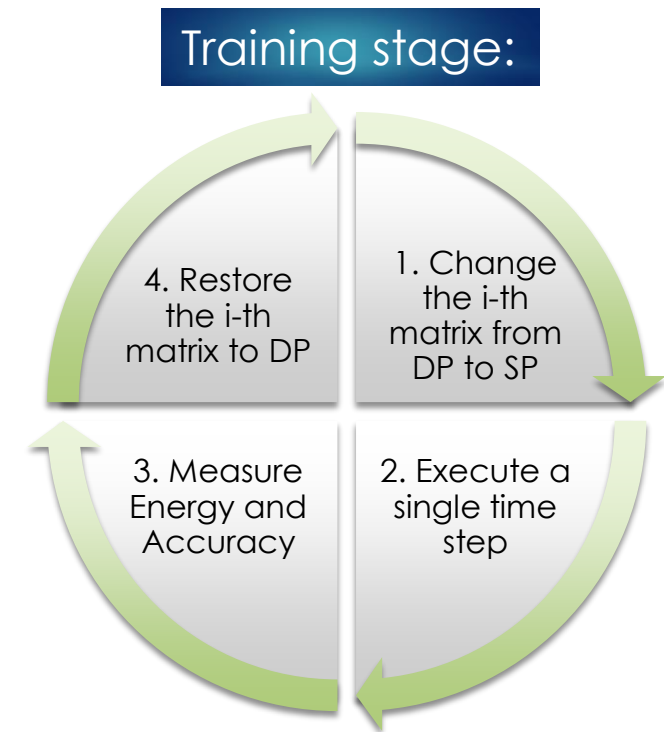 Training stage:
1. Change
the i-th
matrix from
DP to SP
2. Execute a
single time
step
3. Measure
Energy and
Accuracy
4. Restore
the i-th
matrix to DP